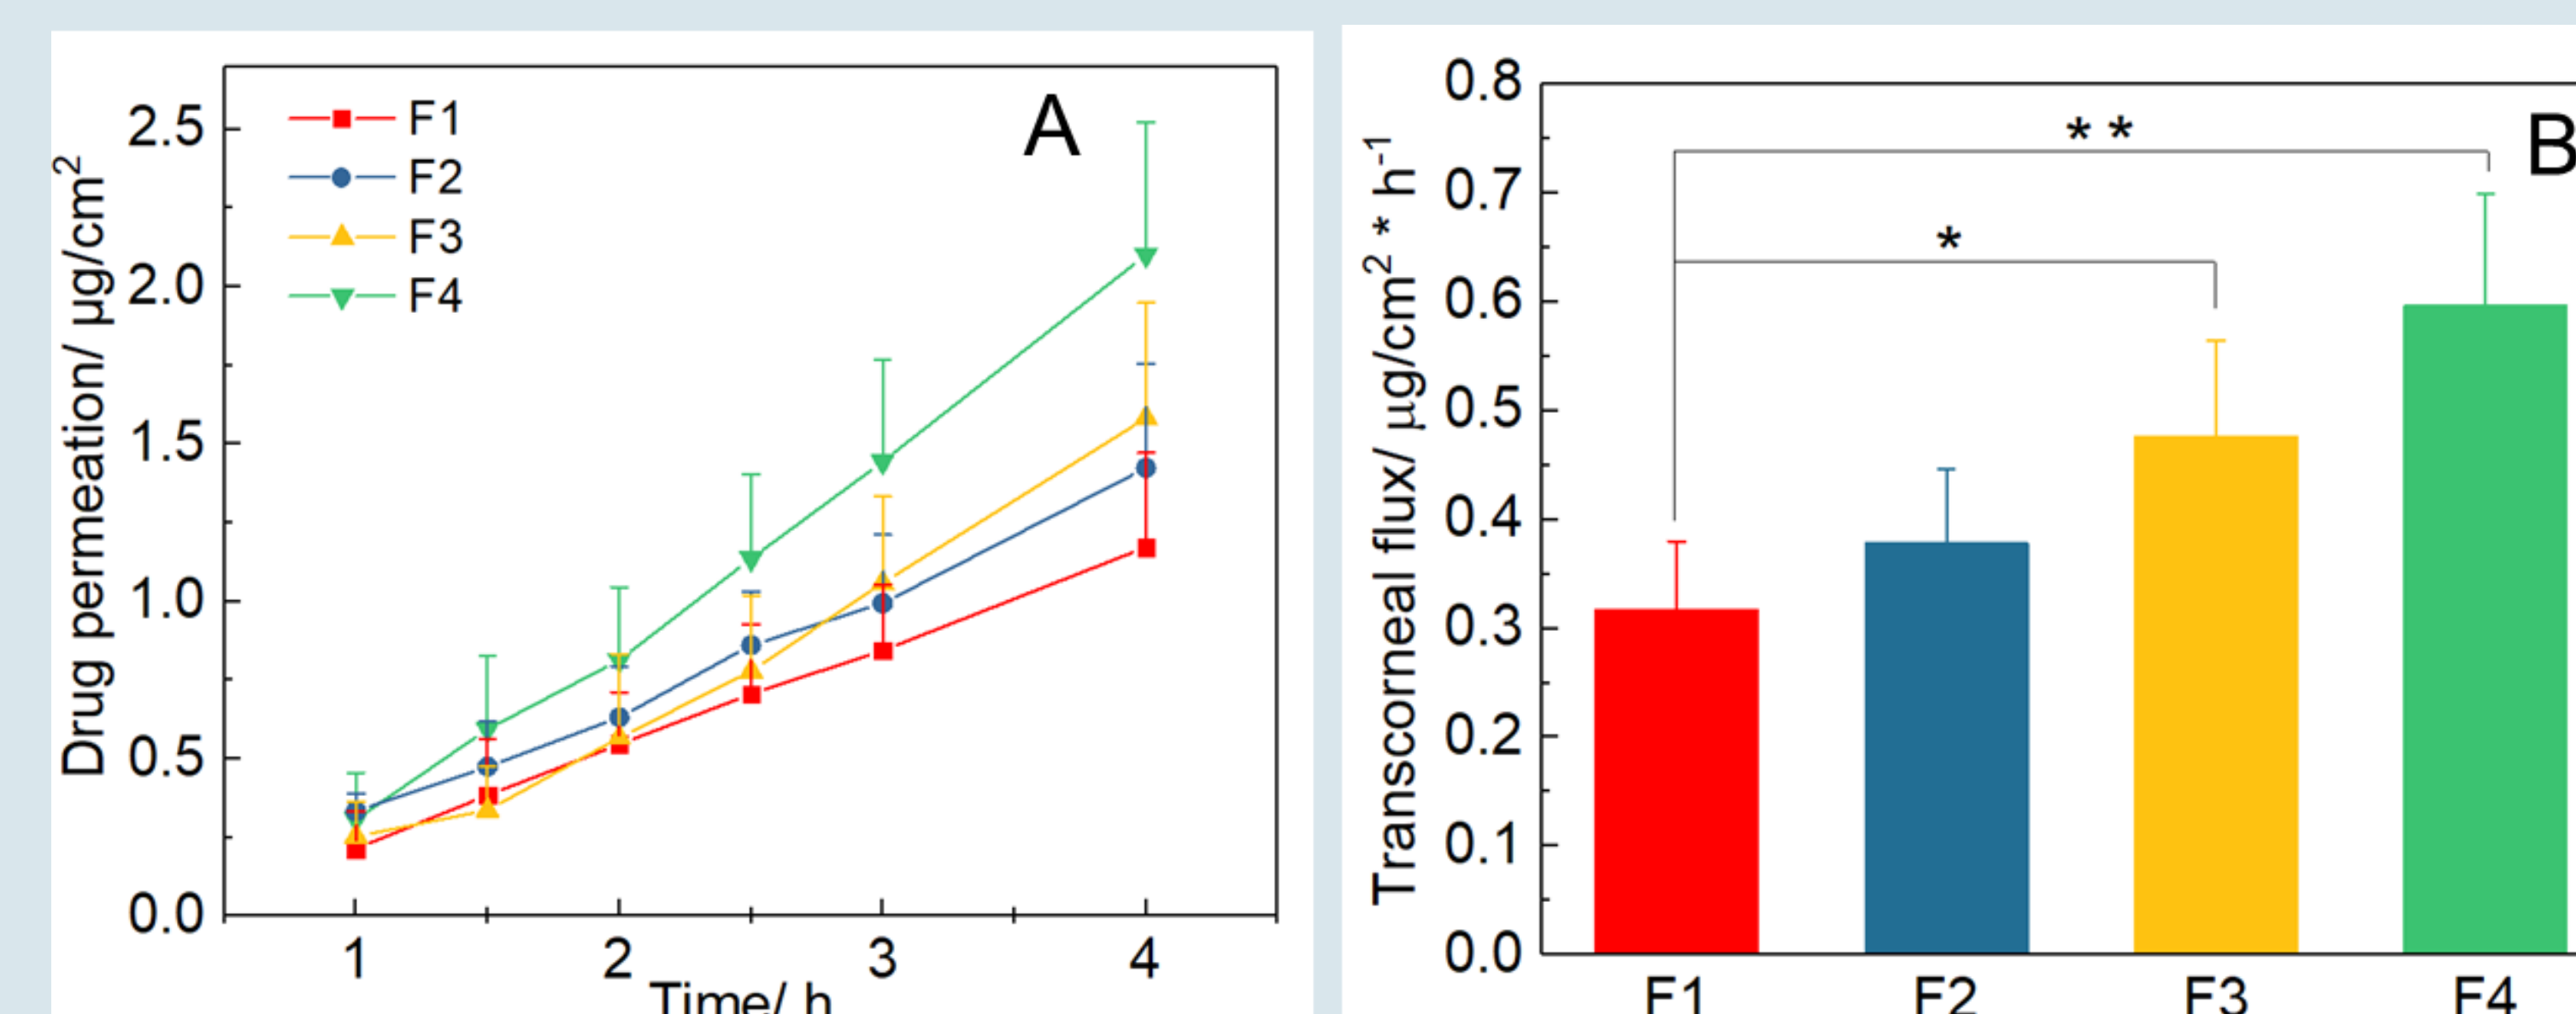 A
F1
F2
F3
F4
Drug permeation/ µg/cm²
2.5
2.0
1.5
1.0
0.5
0.0
1 2 3 4
Time/ h
B
Transcorneal flux/ µg/cm² * h⁻¹
0.8
0.7
0.6
0.5
0.4
0.3
0.2
0.1
0.0
* *
*
F1 F2 F3 F4